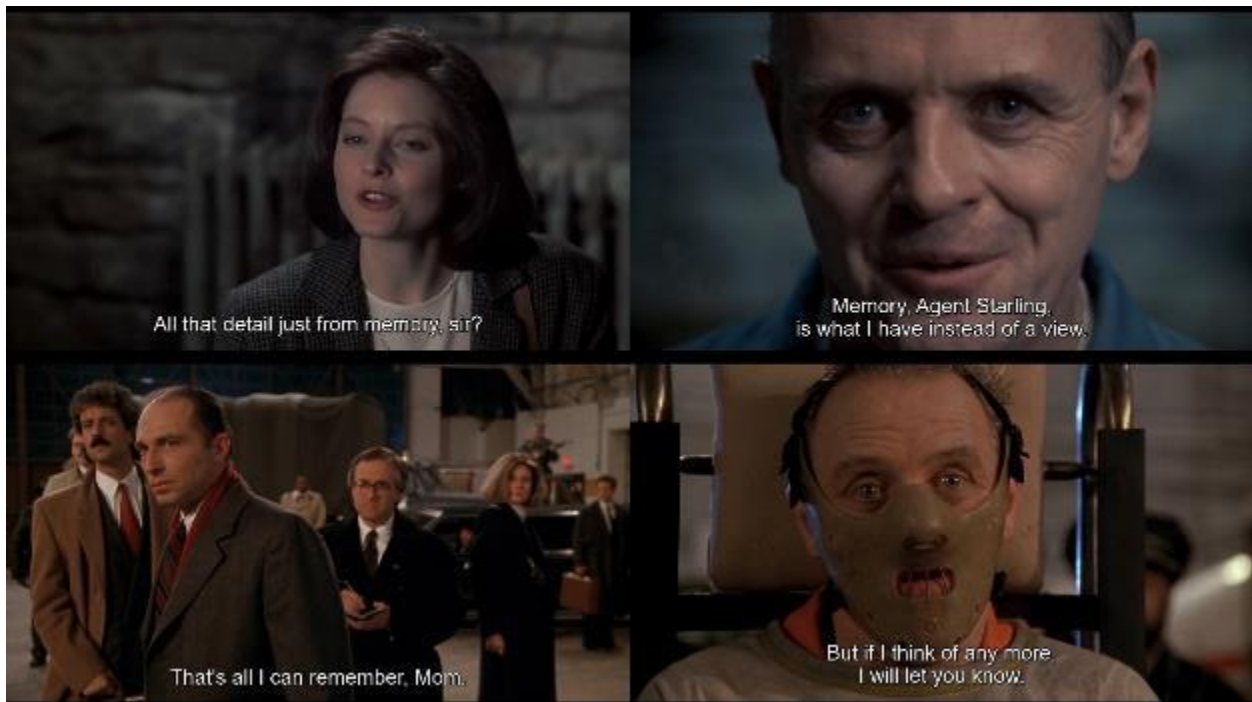 All that detail just from memory, sir?
Memory, Agent Starling,
is what I have instead of a view.
That's all I can remember, Mom.
But if I think of any more
I will let you know.